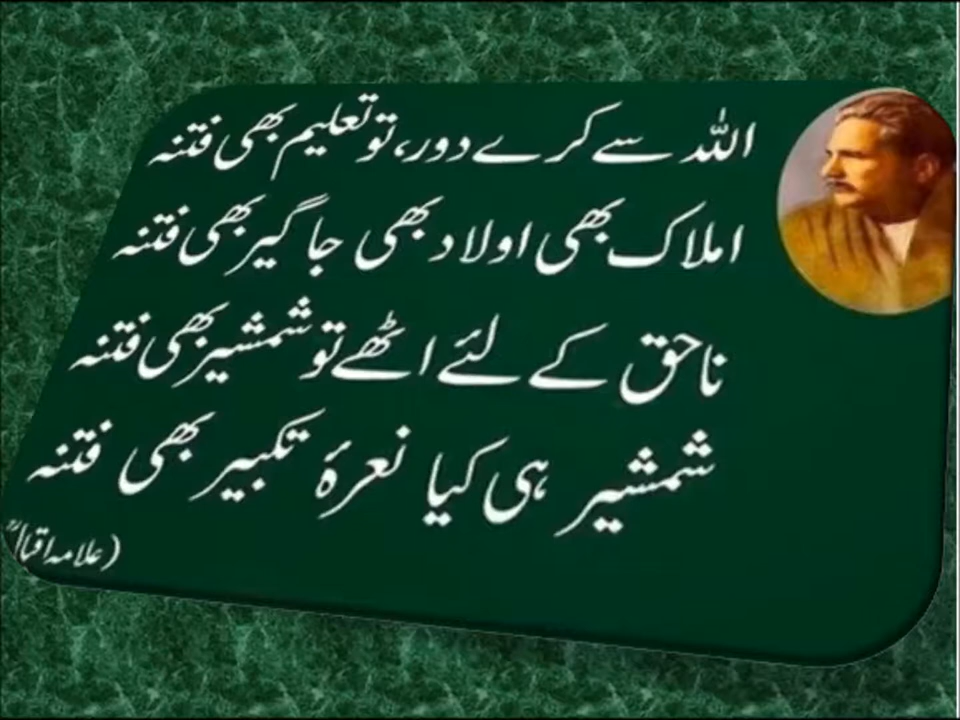 اللہ سے کرے دور، تو تعلیم بھی فتنہ
املاک بھی اولاد بھی جاگیر بھی فتنہ
ناحق کے لئے اٹھے تو شمشیر بھی فتنہ
شمشیر ہی کیا نعرۂ تکبیر بھی فتنہ
(علامہ اقبالؒ